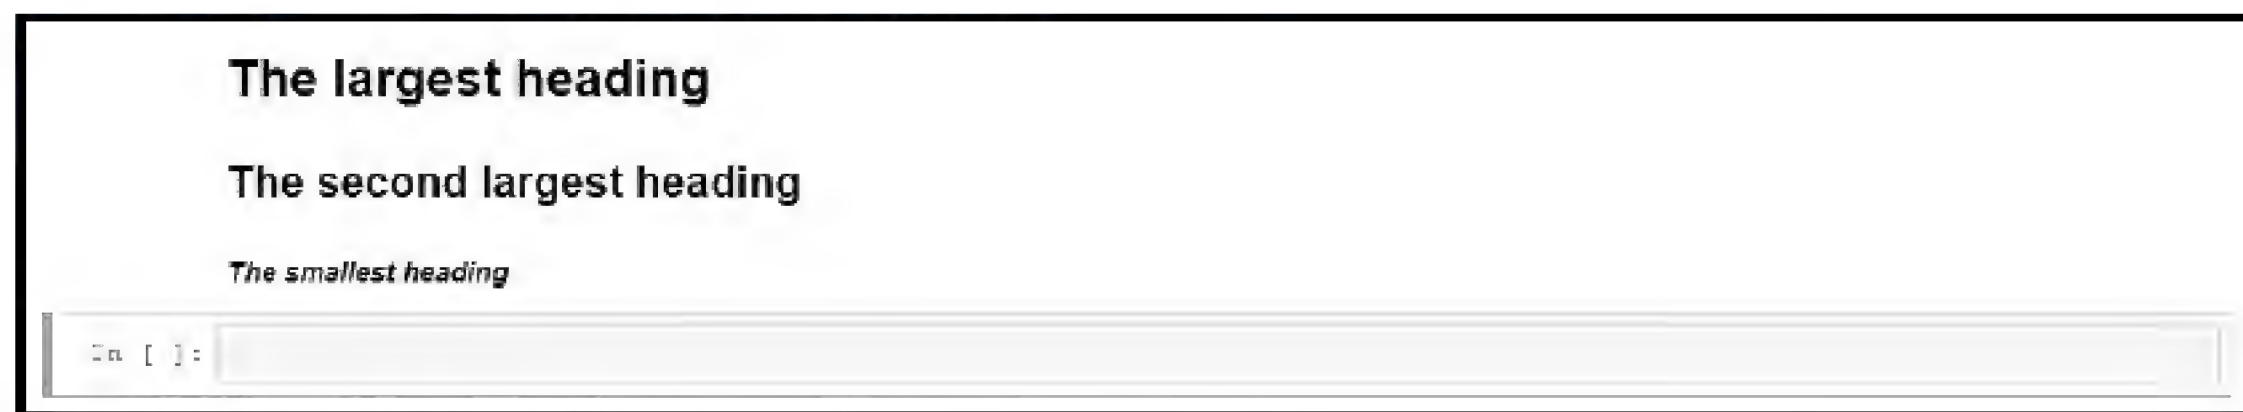 The largest heading
The second largest heading
The smallest heading
In [ ]: